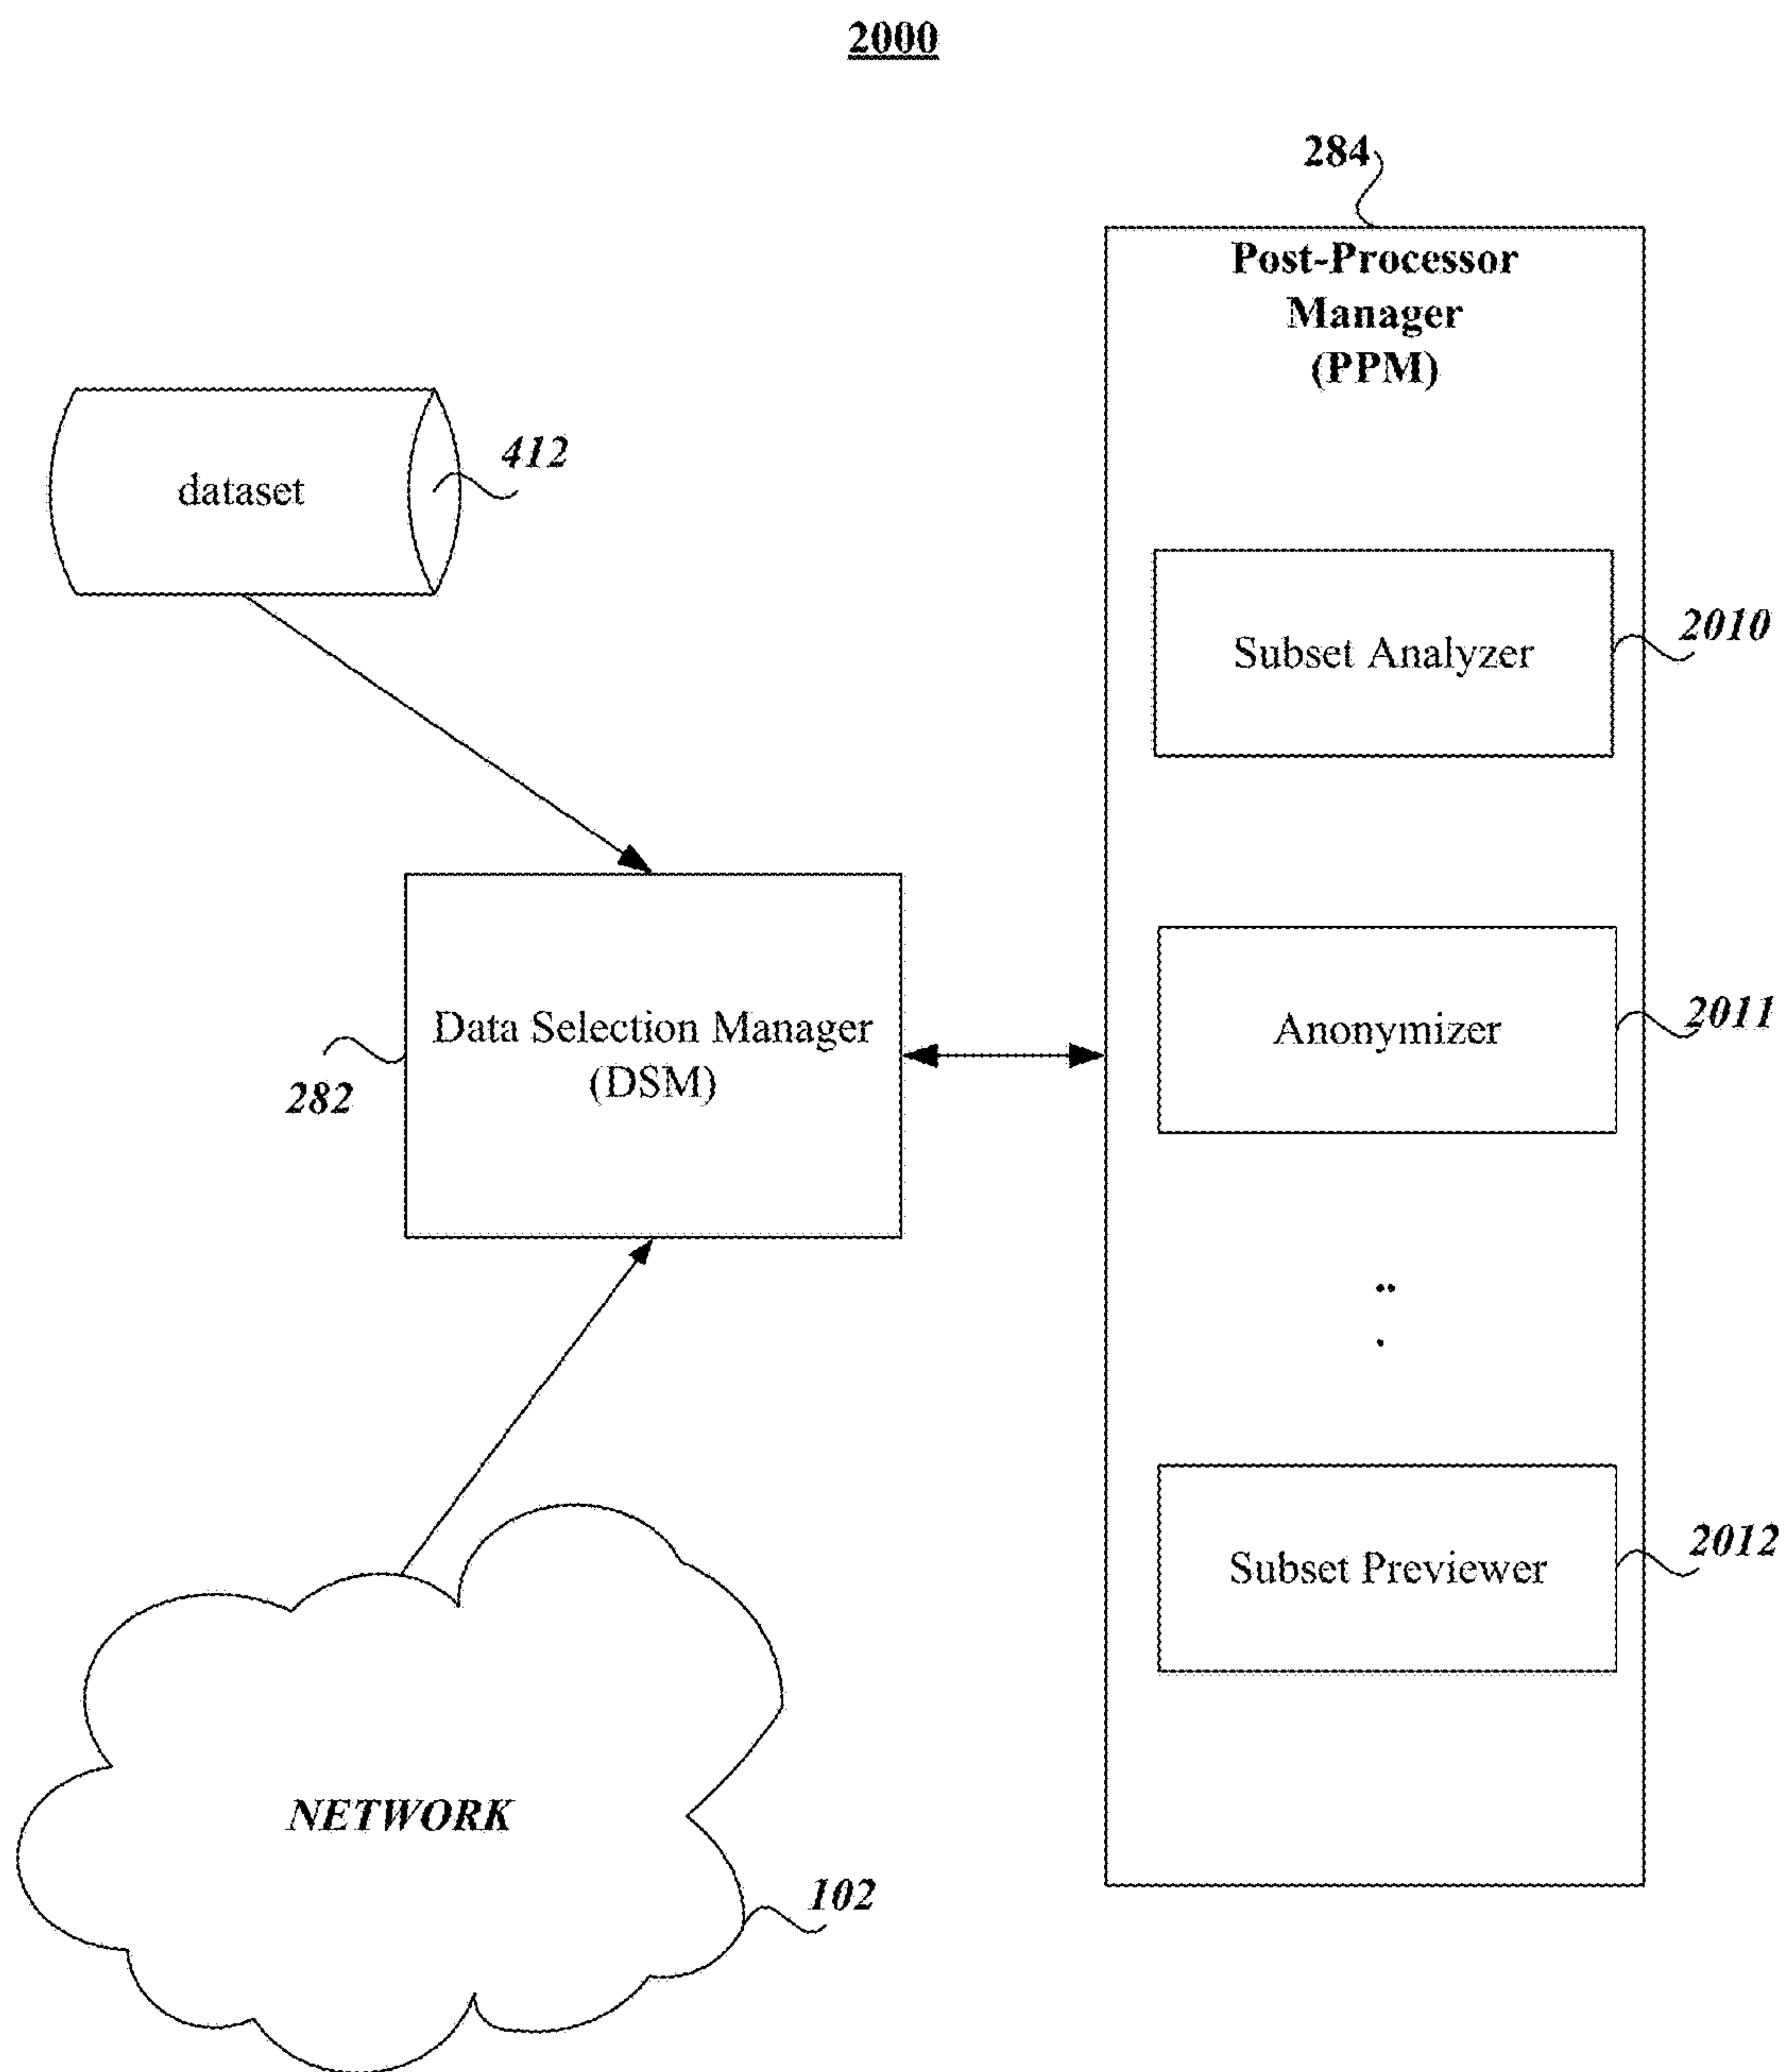 2000
284
Post-Processor
Manager
(PPM)
dataset
412
Subset Analyzer
2010
Data Selection Manager
(DSM)
282
Anonymizer
2011
Subset Previewer
2012
NETWORK
102